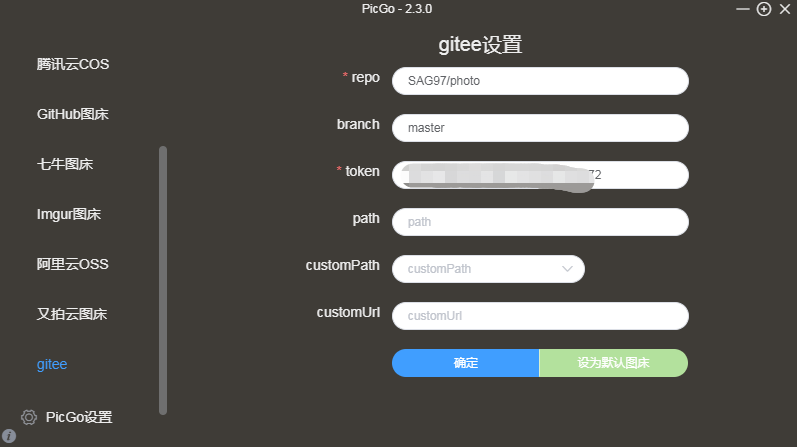 PicGo - 2.3.0
腾讯云COS
GitHub图床
七牛图床
Imgur图床
阿里云OSS
又拍云图床
gitee
PicGo设置
gitee设置
* repo
SAG97/photo
branch
master
* token
72
path
path
customPath
customPath
customUrl
customUrl
确定
设为默认图床